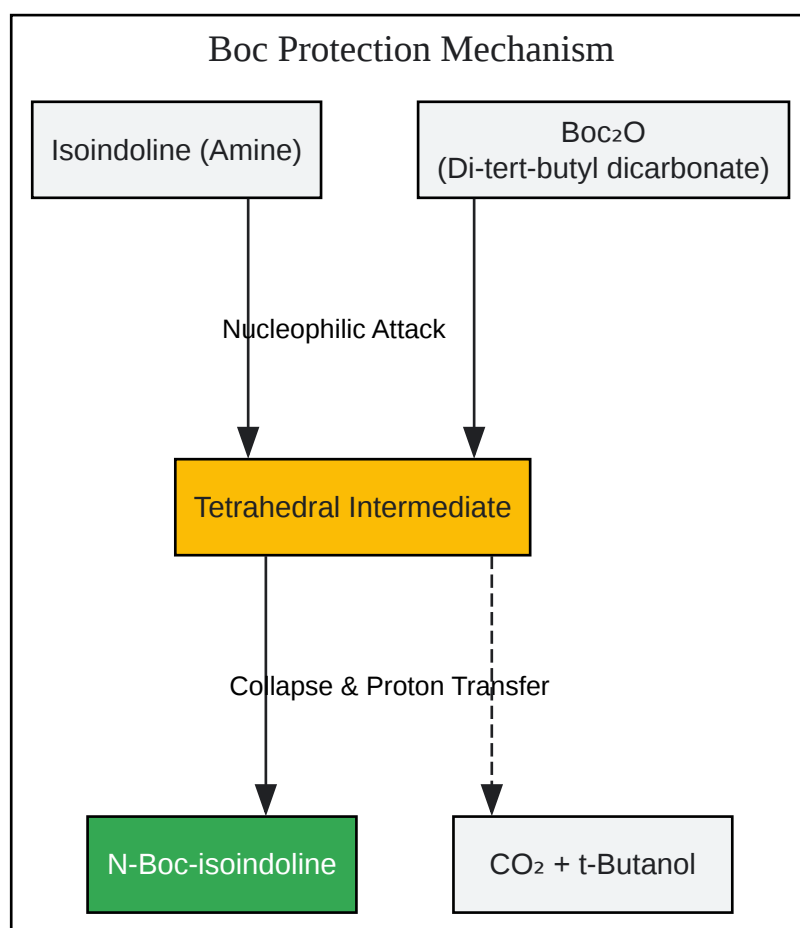 Boc Protection Mechanism
Isoindoline (Amine)
Boc₂O
(Di-tert-butyl dicarbonate)
Nucleophilic Attack
Tetrahedral Intermediate
Collapse & Proton Transfer
N-Boc-isoindoline
CO₂ + t-Butanol